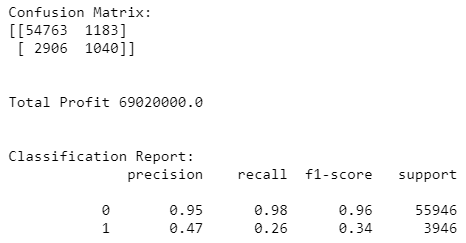 Confusion Matrix:
[[54763  1183]
 [ 2906  1040]]
Total Profit 69020000.0
Classification Report:
precision    recall  f1-score   support
0       0.95      0.98      0.96     55946
1       0.47      0.26      0.34      3946